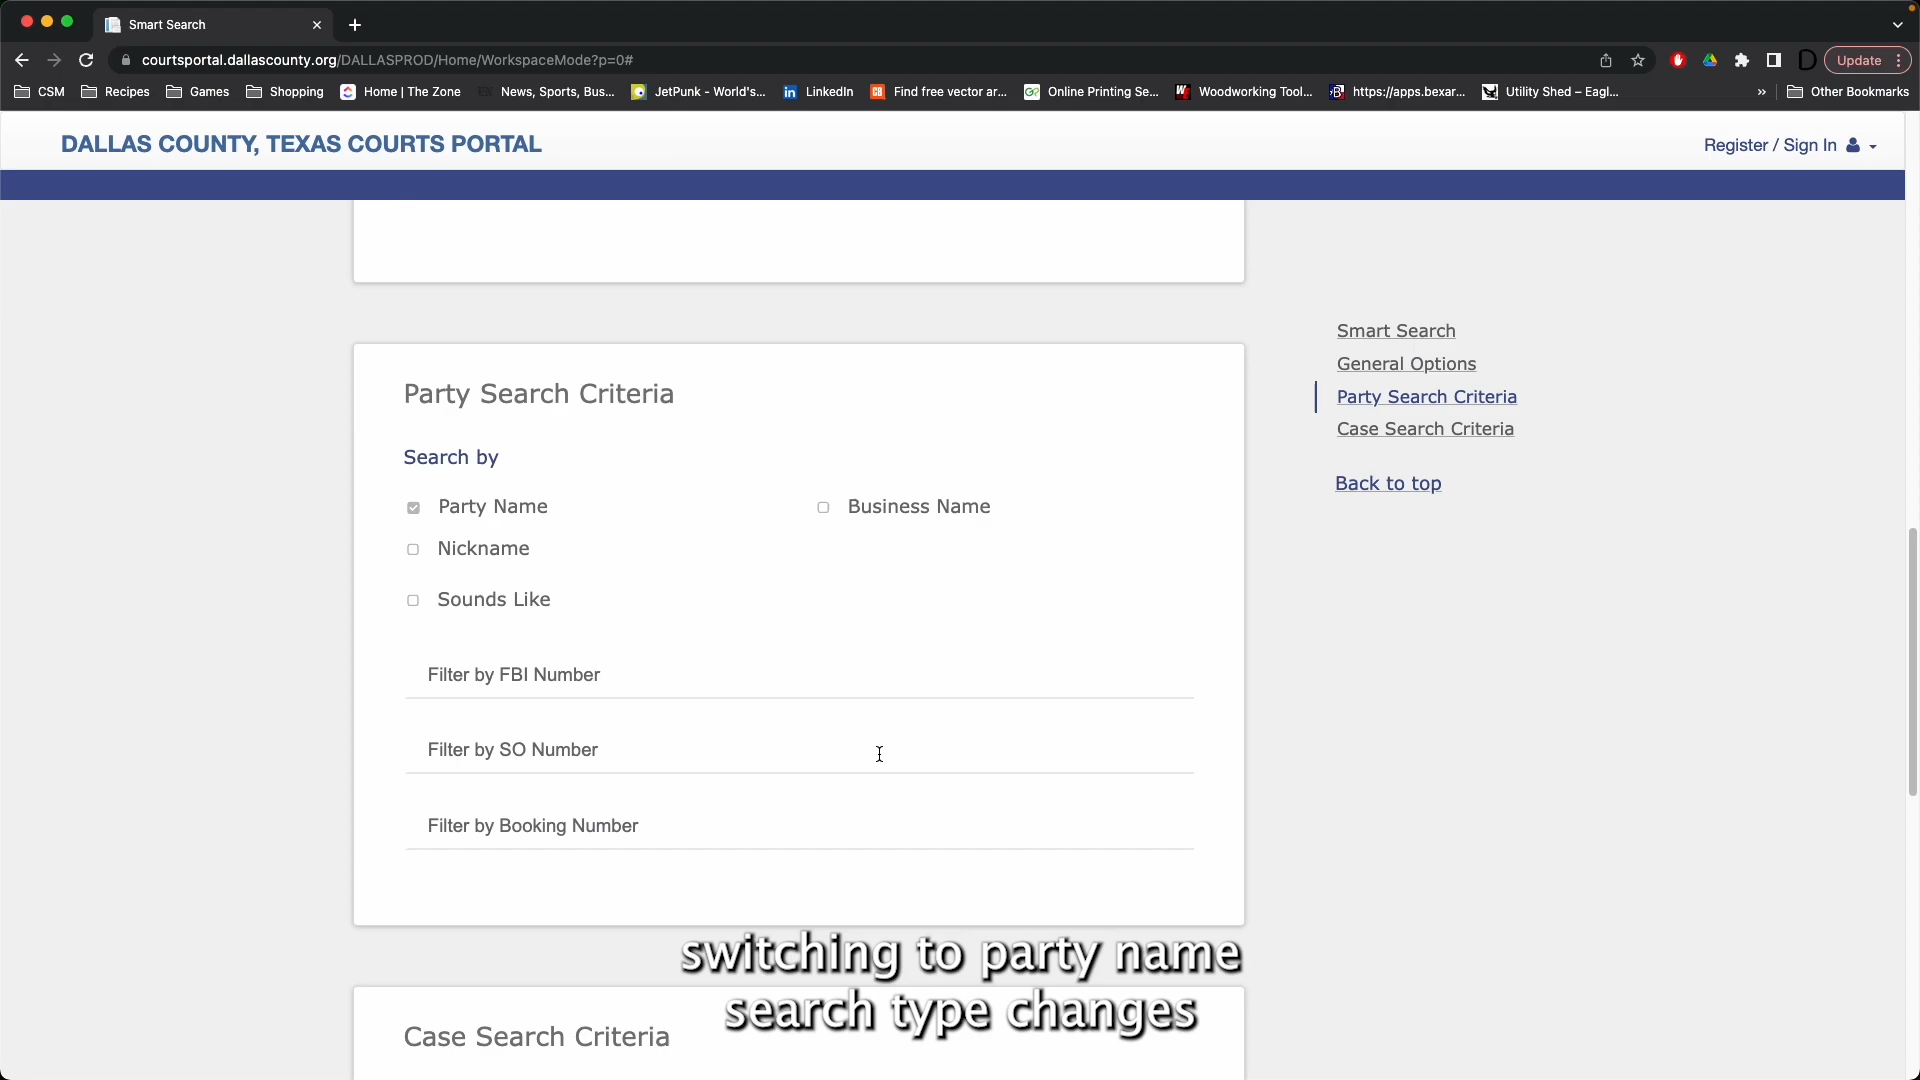 Smart Search
courtsportal.dallascounty.org/DALLASPROD/Home/WorkspaceMode?p=0#
D
Update
CSM
Recipes
Games
Shopping
Home | The Zone
News, Sports, Bus...
JetPunk - World's...
LinkedIn
Find free vector ar...
Online Printing Se...
Woodworking Tool...
https://apps.bexar...
Utility Shed – Eagl...
»
Other Bookmarks
DALLAS COUNTY, TEXAS COURTS PORTAL
Register / Sign In
Smart Search
General Options
Party Search Criteria
Case Search Criteria
Back to top
Party Search Criteria
Search by
Party Name
Business Name
Nickname
Sounds Like
Filter by FBI Number
Filter by SO Number
Filter by Booking Number
switching to party name
search type changes
Case Search Criteria